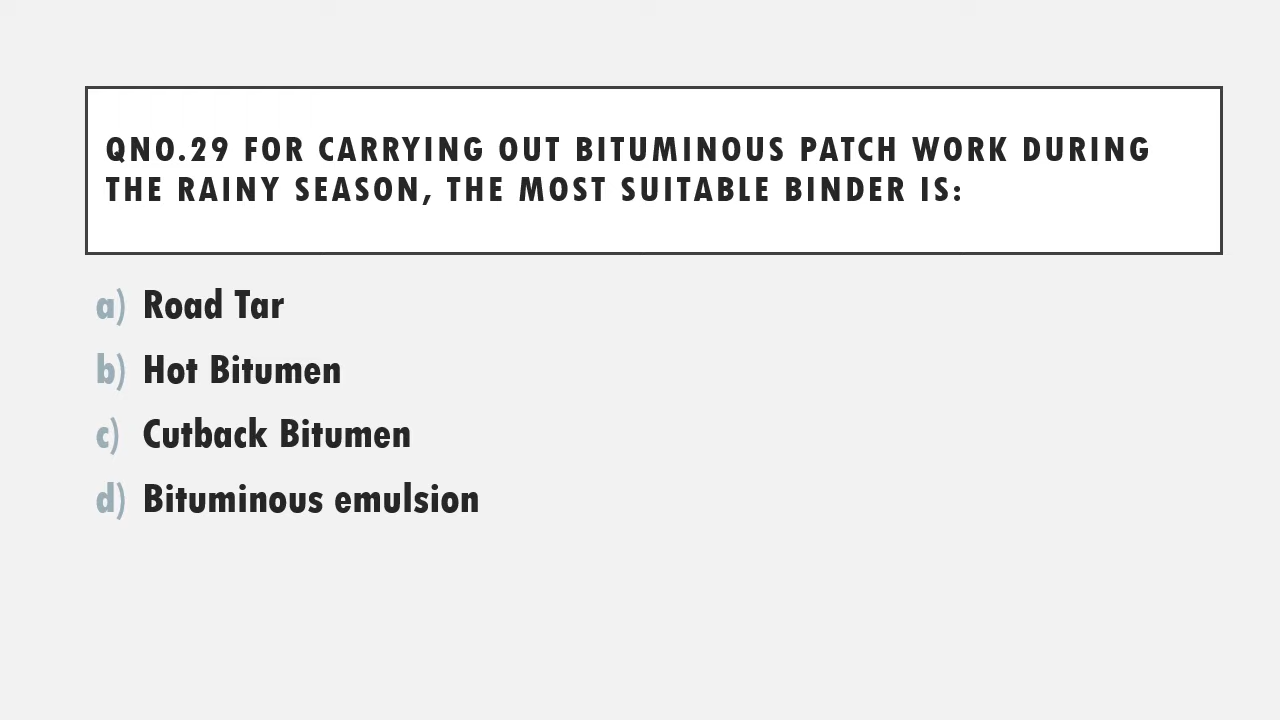 QNO.29 FOR CARRYING OUT BITUMINOUS PATCH WORK DURING
THE RAINY SEASON, THE MOST SUITABLE BINDER IS:
a) Road Tar
b) Hot Bitumen
c) Cutback Bitumen
d) Bituminous emulsion